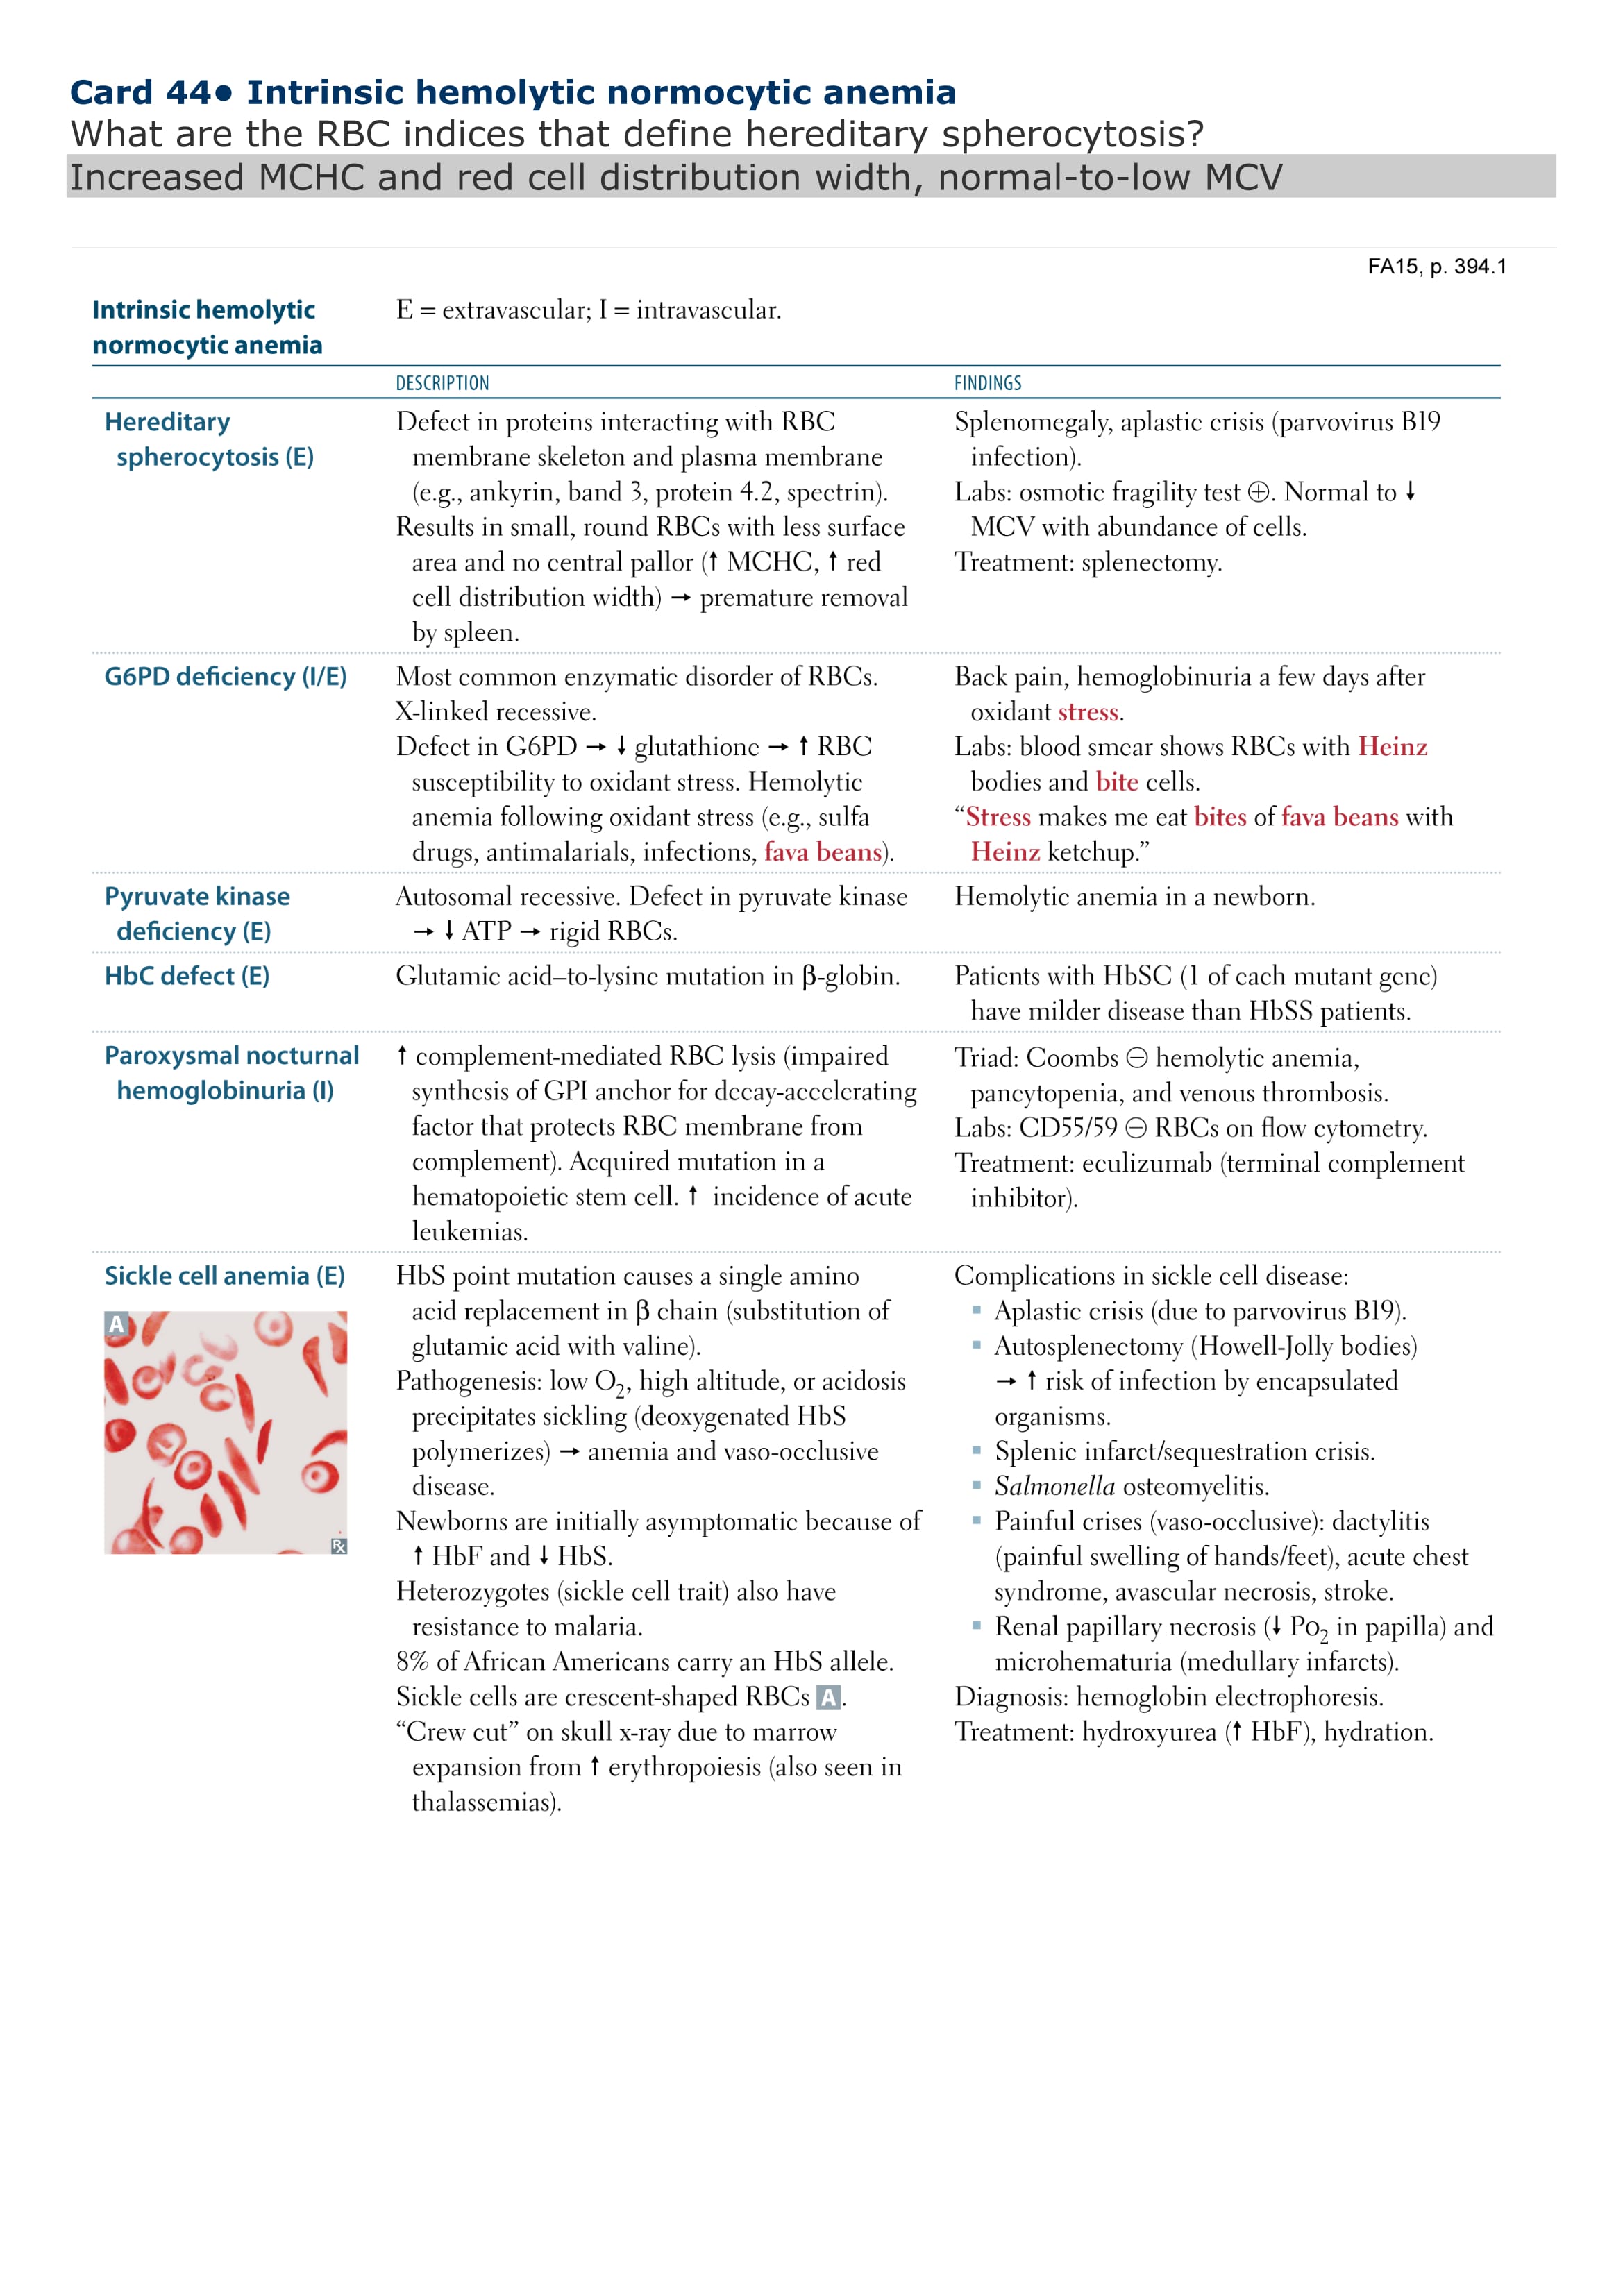 Card 44● Intrinsic hemolytic normocytic anemia
What are the RBC indices that define hereditary spherocytosis?
Increased MCHC and red cell distribution width, normal-to-low MCV
FA15, p. 394.1
Intrinsic hemolytic
normocytic anemia
E = extravascular; I = intravascular.
DESCRIPTION
FINDINGS
Hereditary
spherocytosis (E)
Defect in proteins interacting with RBC
membrane skeleton and plasma membrane
(e.g., ankyrin, band 3, protein 4.2, spectrin).
Results in small, round RBCs with less surface
area and no central pallor (↑ MCHC, ↑ red
cell distribution width) → premature removal
by spleen.
Splenomegaly, aplastic crisis (parvovirus B19
infection).
Labs: osmotic fragility test ⊕. Normal to ↓
MCV with abundance of cells.
Treatment: splenectomy.
G6PD deficiency (I/E)
Most common enzymatic disorder of RBCs.
X-linked recessive.
Defect in G6PD → ↓ glutathione → ↑ RBC
susceptibility to oxidant stress. Hemolytic
anemia following oxidant stress (e.g., sulfa
drugs, antimalarials, infections, fava beans).
Back pain, hemoglobinuria a few days after
oxidant stress.
Labs: blood smear shows RBCs with Heinz
bodies and bite cells.
“Stress makes me eat bites of fava beans with
Heinz ketchup.”
Pyruvate kinase
deficiency (E)
Autosomal recessive. Defect in pyruvate kinase
→ ↓ ATP → rigid RBCs.
Hemolytic anemia in a newborn.
HbC defect (E)
Glutamic acid–to-lysine mutation in β-globin.
Patients with HbSC (1 of each mutant gene)
have milder disease than HbSS patients.
Paroxysmal nocturnal
hemoglobinuria (I)
↑ complement-mediated RBC lysis (impaired
synthesis of GPI anchor for decay-accelerating
factor that protects RBC membrane from
complement). Acquired mutation in a
hematopoietic stem cell. ↑ incidence of acute
leukemias.
Triad: Coombs ⊖ hemolytic anemia,
pancytopenia, and venous thrombosis.
Labs: CD55/59 ⊖ RBCs on flow cytometry.
Treatment: eculizumab (terminal complement
inhibitor).
Sickle cell anemia (E)
A
Rx
HbS point mutation causes a single amino
acid replacement in β chain (substitution of
glutamic acid with valine).
Pathogenesis: low O₂, high altitude, or acidosis
precipitates sickling (deoxygenated HbS
polymerizes) → anemia and vaso-occlusive
disease.
Newborns are initially asymptomatic because of
↑ HbF and ↓ HbS.
Heterozygotes (sickle cell trait) also have
resistance to malaria.
8% of African Americans carry an HbS allele.
Sickle cells are crescent-shaped RBCs A.
“Crew cut” on skull x-ray due to marrow
expansion from ↑ erythropoiesis (also seen in
thalassemias).
Complications in sickle cell disease:
▪ Aplastic crisis (due to parvovirus B19).
▪ Autosplenectomy (Howell-Jolly bodies)
→ ↑ risk of infection by encapsulated
organisms.
▪ Splenic infarct/sequestration crisis.
▪ Salmonella osteomyelitis.
▪ Painful crises (vaso-occlusive): dactylitis
(painful swelling of hands/feet), acute chest
syndrome, avascular necrosis, stroke.
▪ Renal papillary necrosis (↓ Po₂ in papilla) and
microhematuria (medullary infarcts).
Diagnosis: hemoglobin electrophoresis.
Treatment: hydroxyurea (↑ HbF), hydration.